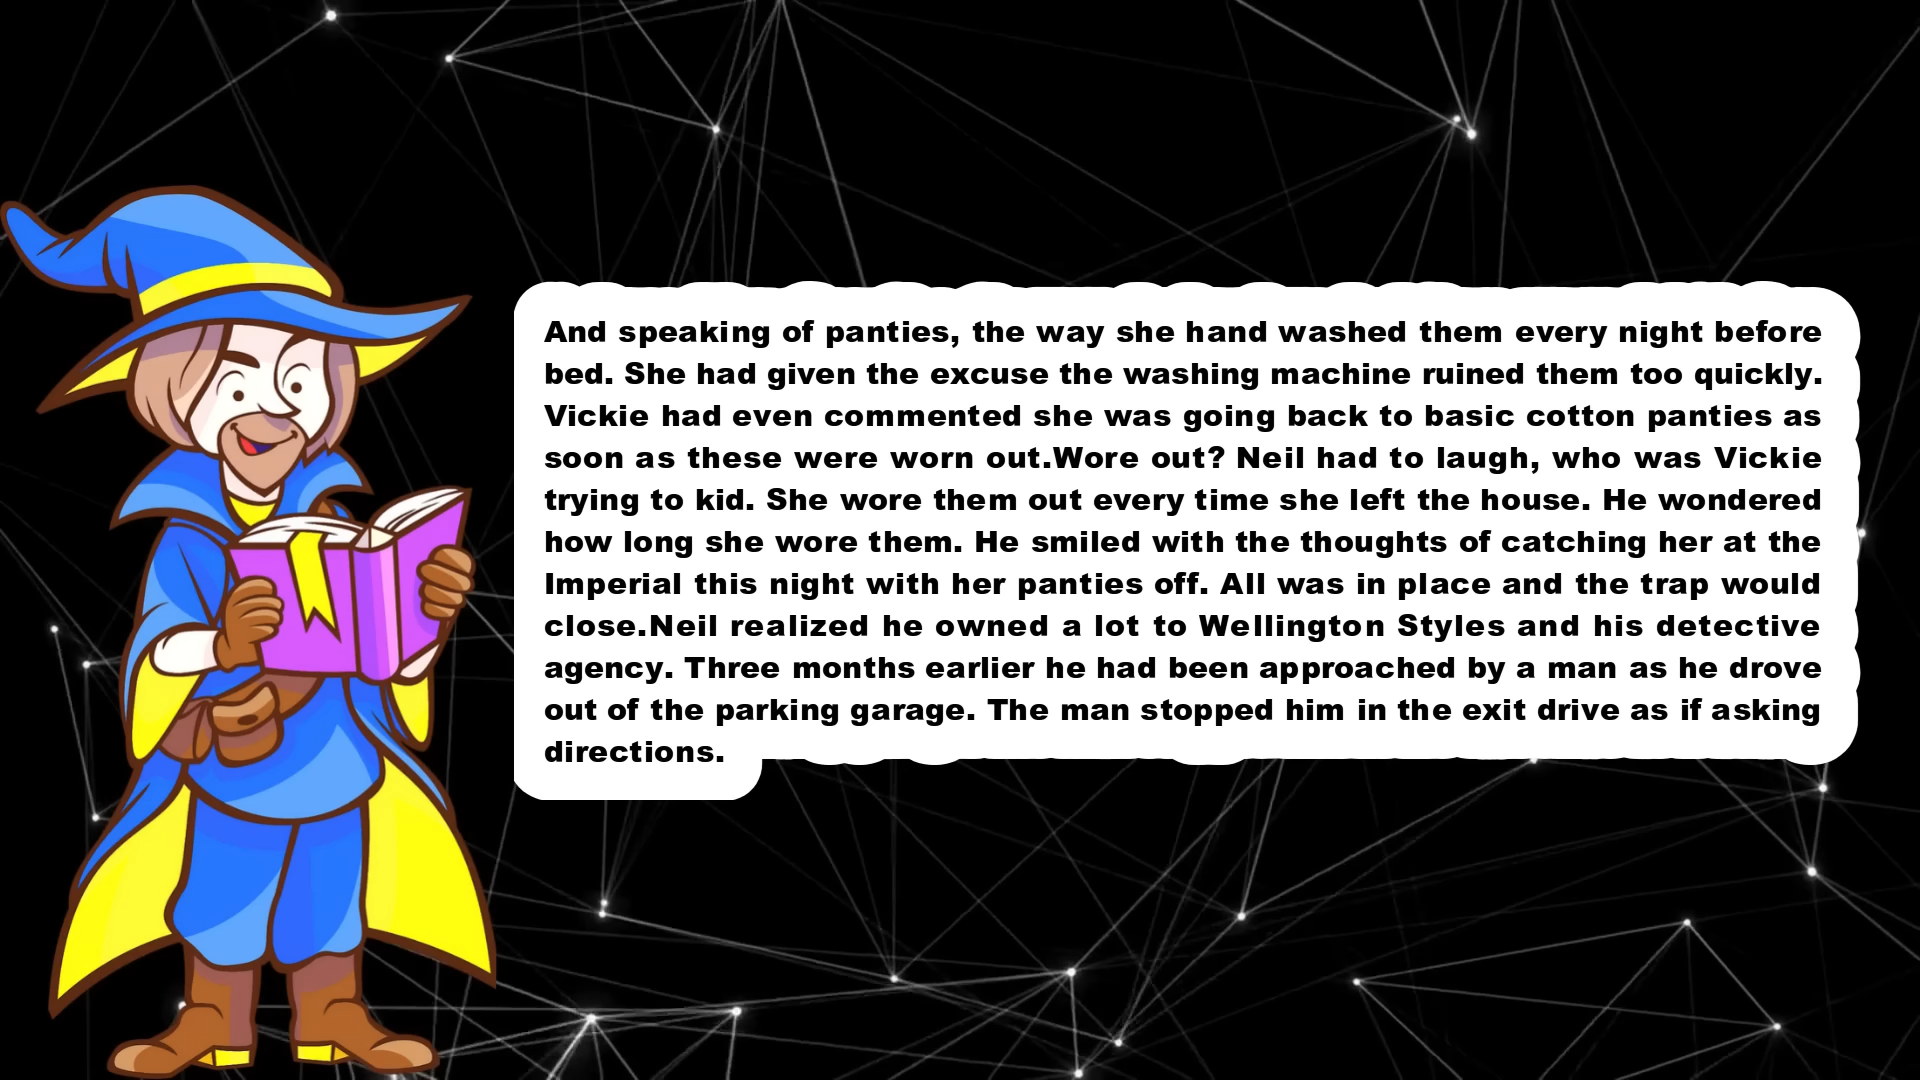 And speaking of panties, the way she hand washed them every night before
bed. She had given the excuse the washing machine ruined them too quickly.
Vickie had even commented she was going back to basic cotton panties as
soon as these were worn out.Wore out? Neil had to laugh, who was Vickie
trying to kid. She wore them out every time she left the house. He wondered
how long she wore them. He smiled with the thoughts of catching her at the
Imperial this night with her panties off. All was in place and the trap would
close.Neil realized he owned a lot to Wellington Styles and his detective
agency. Three months earlier he had been approached by a man as he drove
out of the parking garage. The man stopped him in the exit drive as if asking
directions.